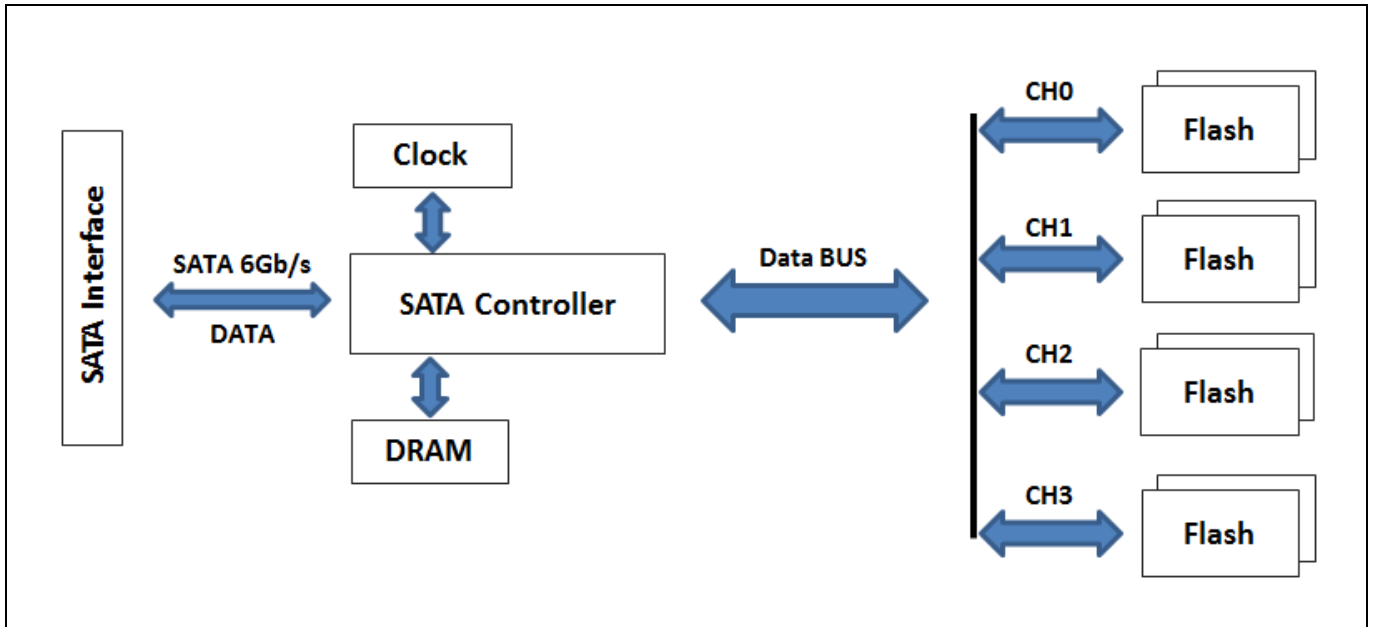 SATA Interface
SATA 6Gb/s
DATA
Clock
SATA Controller
DRAM
Data BUS
CH0
Flash
CH1
Flash
CH2
Flash
CH3
Flash